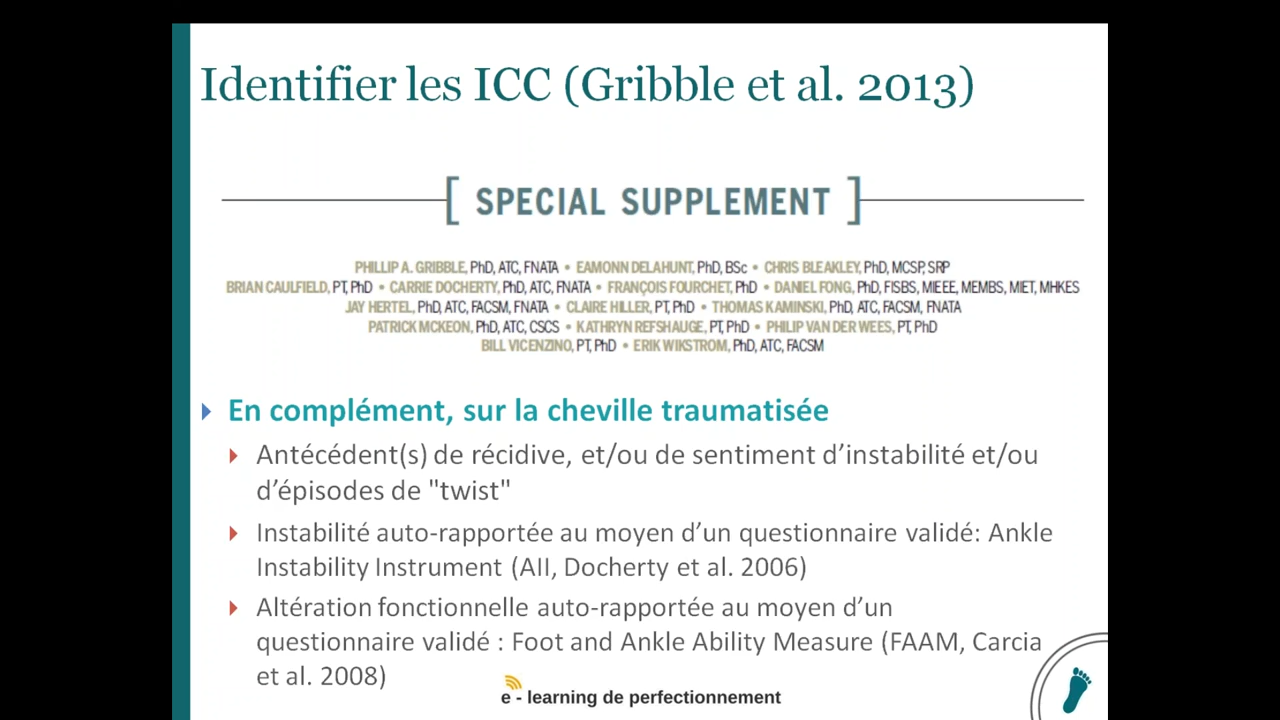 Identifier les ICC (Gribble et al. 2013)
[ SPECIAL SUPPLEMENT ]
PHILLIP A. GRIBBLE, PhD, ATC, FNATA • EAMONN DELAHUNT, PhD, BSc • CHRIS BLEAKLEY, PhD, MCSP, SRP
BRIAN CAULFIELD, PT, PhD • CARRIE DOCHERTY, PhD, ATC, FNATA • FRANÇOIS FOURCHET, PhD • DANIEL FONG, PhD, FISBS, MIEEE, MEMBS, MIET, MHKES
JAY HERTEL, PhD, ATC, FACSM, FNATA • CLAIRE HILLER, PT, PhD • THOMAS KAMINSKI, PhD, ATC, FACSM, FNATA
PATRICK MCKEON, PhD, ATC, CSCS • KATHRYN REFSHAUGE, PT, PhD • PHILIP VAN DER WEES, PT, PhD
BILL VICENZINO, PT, PhD • ERIK WIKSTROM, PhD, ATC, FACSM
En complément, sur la cheville traumatisée
Antécédent(s) de récidive, et/ou de sentiment d’instabilité et/ou
d’épisodes de "twist"
Instabilité auto-rapportée au moyen d’un questionnaire validé: Ankle
Instability Instrument (AII, Docherty et al. 2006)
Altération fonctionnelle auto-rapportée au moyen d’un
questionnaire validé : Foot and Ankle Ability Measure (FAAM, Carcia
et al. 2008)
e - learning de perfectionnement